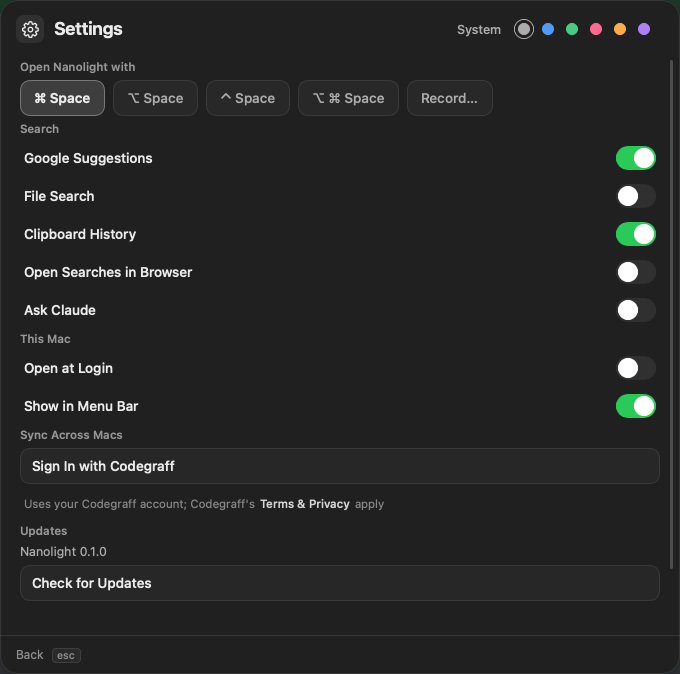 Settings
System
Open Nanolight with
⌘ Space
⌥ Space
^ Space
⌥ ⌘ Space
Record...
Search
Google Suggestions
File Search
Clipboard History
Open Searches in Browser
Ask Claude
This Mac
Open at Login
Show in Menu Bar
Sync Across Macs
Sign In with Codegraff
Uses your Codegraff account; Codegraff's Terms & Privacy apply
Updates
Nanolight 0.1.0
Check for Updates
Back esc